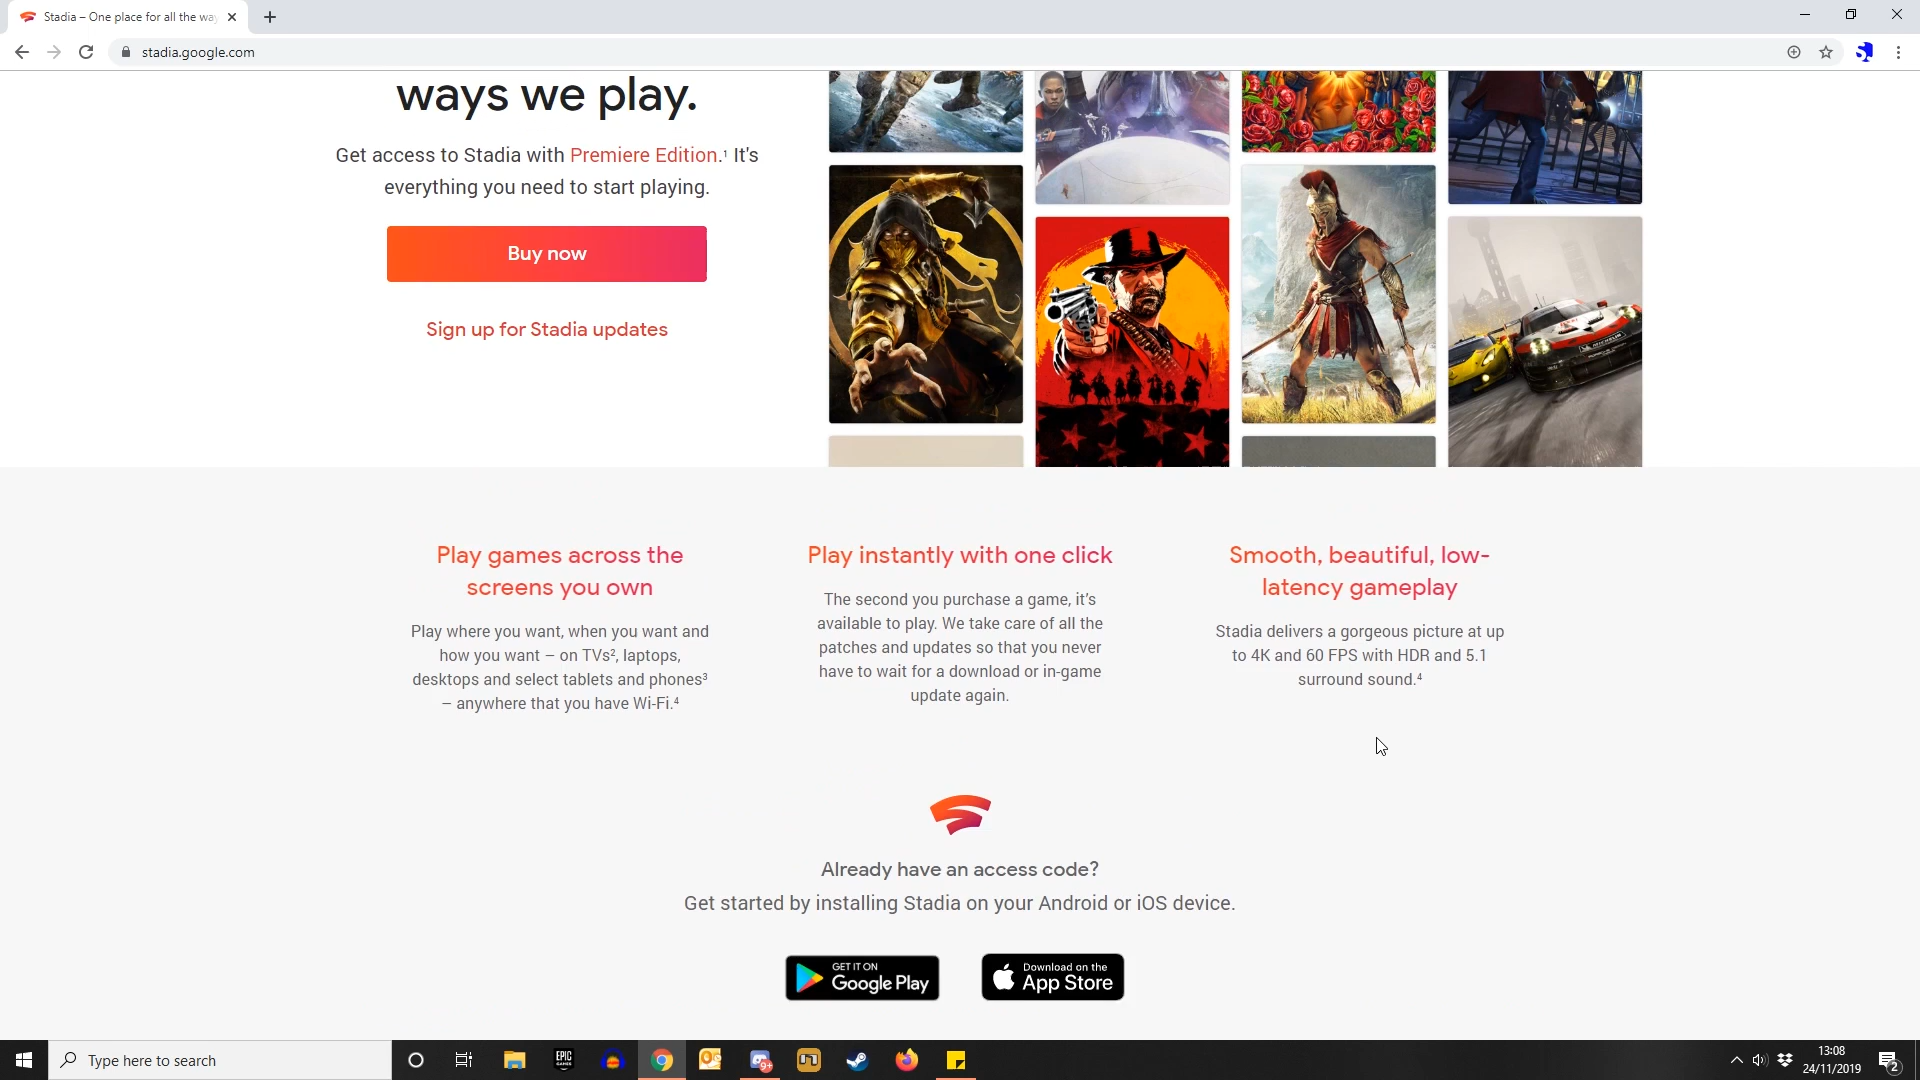 Stadia – One place for all the way
stadia.google.com
ways we play.
Get access to Stadia with Premiere Edition.¹ It's
everything you need to start playing.
Buy now
Sign up for Stadia updates
Play games across the
screens you own
Play where you want, when you want and
how you want – on TVs², laptops,
desktops and select tablets and phones³
– anywhere that you have Wi-Fi.⁴
Play instantly with one click
The second you purchase a game, it’s
available to play. We take care of all the
patches and updates so that you never
have to wait for a download or in-game
update again.
Smooth, beautiful, low-
latency gameplay
Stadia delivers a gorgeous picture at up
to 4K and 60 FPS with HDR and 5.1
surround sound.⁴
Already have an access code?
Get started by installing Stadia on your Android or iOS device.
GET IT ON
Google Play
Download on the
App Store
Type here to search
EPIC
GAMES
9+
13:08
24/11/2019
2